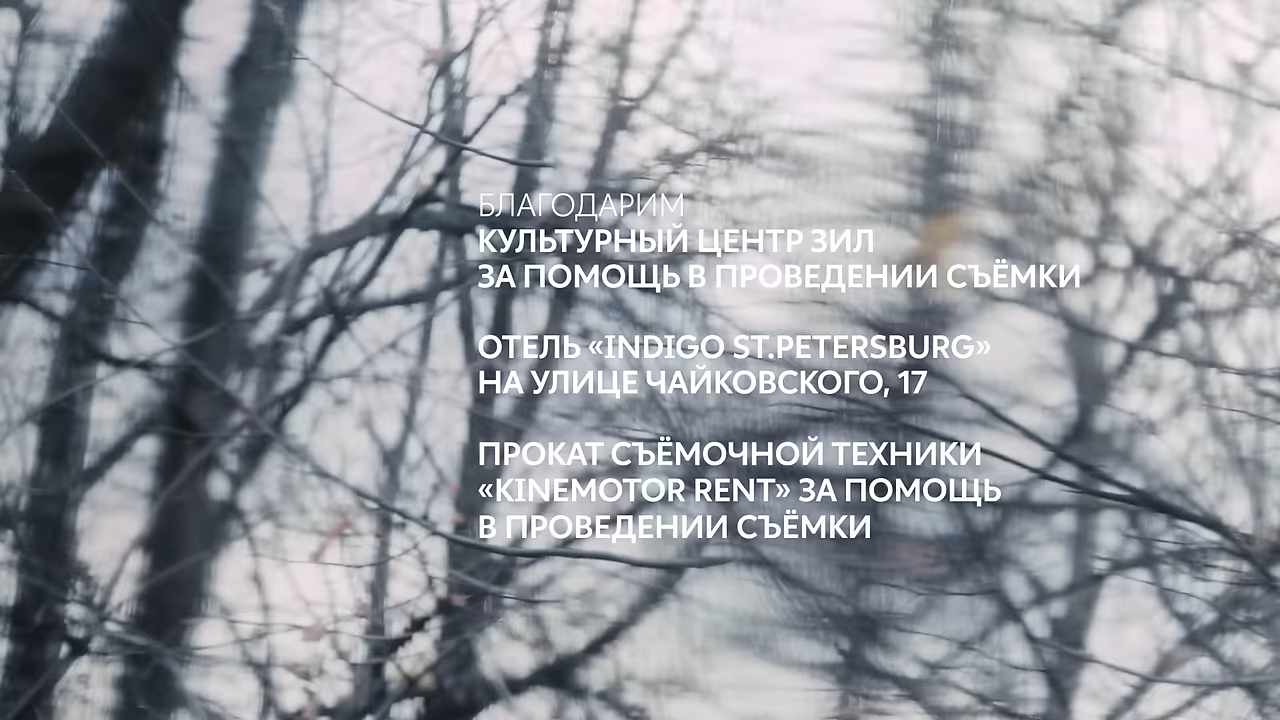 БЛАГОДАРИМ
КУЛЬТУРНЫЙ ЦЕНТР ЗИЛ
ЗА ПОМОЩЬ В ПРОВЕДЕНИИ СЪЁМКИ
ОТЕЛЬ «INDIGO ST.PETERSBURG»
НА УЛИЦЕ ЧАЙКОВСКОГО, 17
ПРОКАТ СЪЁМОЧНОЙ ТЕХНИКИ
«KINEMOTOR RENT» ЗА ПОМОЩЬ
В ПРОВЕДЕНИИ СЪЁМКИ